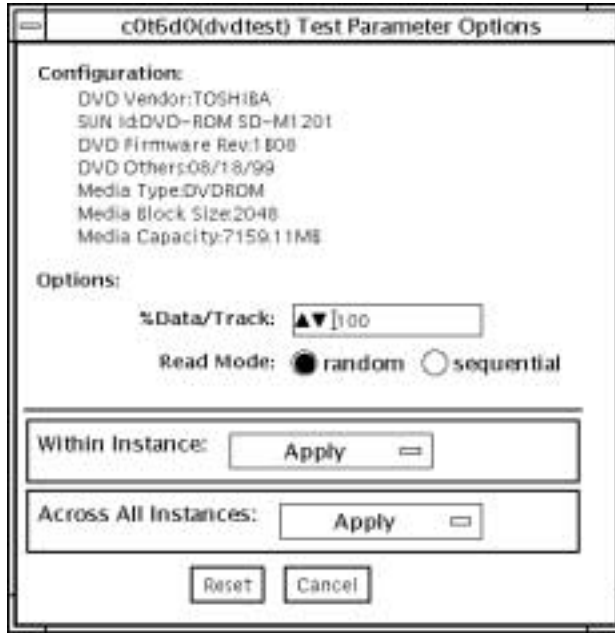 c0t6d0(dvdtest) Test Parameter Options
Configuration:
DVD Vendor:TOSHIBA
SUN Id:DVD-ROM SD-M1201
DVD Firmware Rev:1B08
DVD Others:08/18/99
Media Type:DVDROM
Media Block Size:2048
Media Capacity:7159.11MB
Options:
%Data/Track: 100
Read Mode: random sequential
Within Instance: Apply
Across All Instances: Apply
Reset Cancel